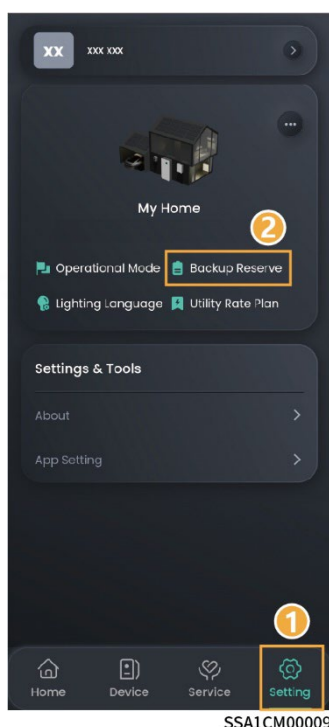 XX xxx xxx
My Home
2
Operational Mode Backup Reserve
Lighting Language Utility Rate Plan
Settings & Tools
About
App Setting
1
Home Device Service Setting
SSA1CM00009